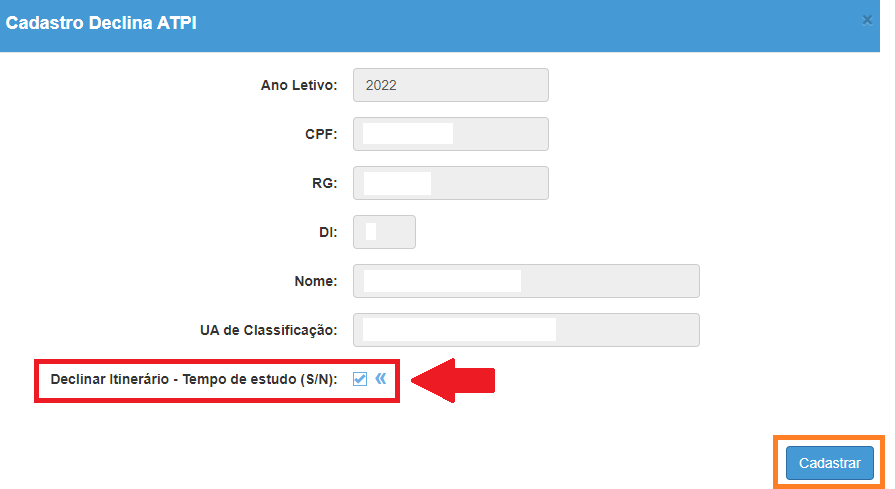 Cadastro Declina ATPI ×
Ano Letivo: 2022
CPF:
RG:
DI:
Nome:
UA de Classificação:
Declinar Itinerário - Tempo de estudo (S/N): «
Cadastrar